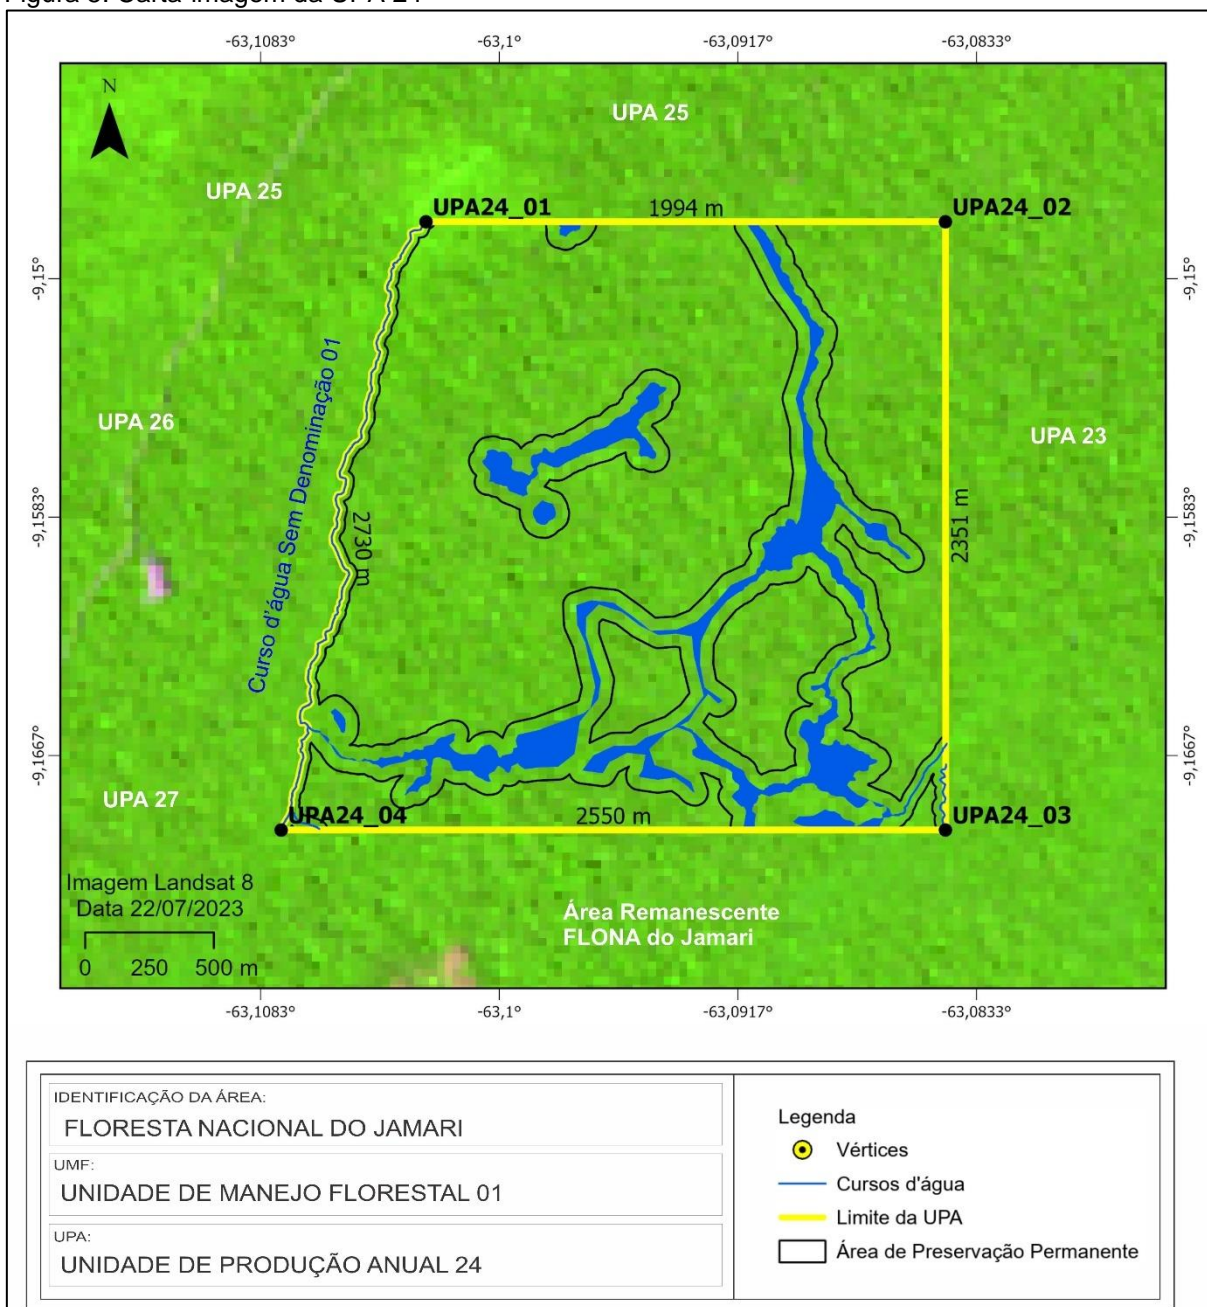 Figura 3. Carta-imagem da UPA 24
-63,1083° -63,1° -63,0917° -63,0833°
N
UPA 25
UPA 25
UPA24_01 1994 m UPA24_02
-9,15° -9,15°
Curso d'água Sem Denominação 01
UPA 26
UPA 23
-9,1583° -9,1583°
2730 m
2351 m
-9,1667° -9,1667°
UPA 27
UPA24_04 2550 m UPA24_03
Imagem Landsat 8
Data 22/07/2023
0 250 500 m
Área Remanescente
FLONA do Jamari
-63,1083° -63,1° -63,0917° -63,0833°
IDENTIFICAÇÃO DA ÁREA:
FLORESTA NACIONAL DO JAMARI
UMF:
UNIDADE DE MANEJO FLORESTAL 01
UPA:
UNIDADE DE PRODUÇÃO ANUAL 24
Legenda
Vértices
Cursos d'água
Limite da UPA
Área de Preservação Permanente